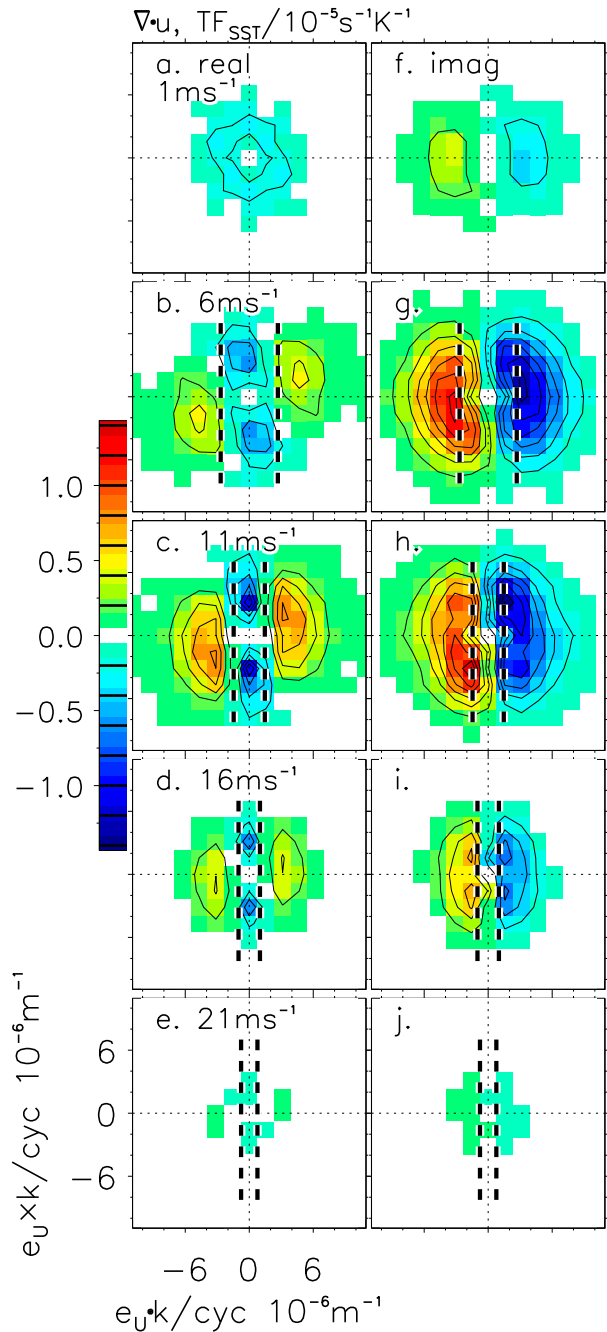 ∇•u, TF_SST/10⁻⁵s⁻¹K⁻¹
a. real
1ms⁻¹
f. imag
b. 6ms⁻¹
g.
c. 11ms⁻¹
h.
d. 16ms⁻¹
i.
e. 21ms⁻¹
j.
1.0
0.5
0.0
−0.5
−1.0
6
0
−6
e_U×k/cyc 10⁻⁶m⁻¹
−6 0 6
e_U•k/cyc 10⁻⁶m⁻¹